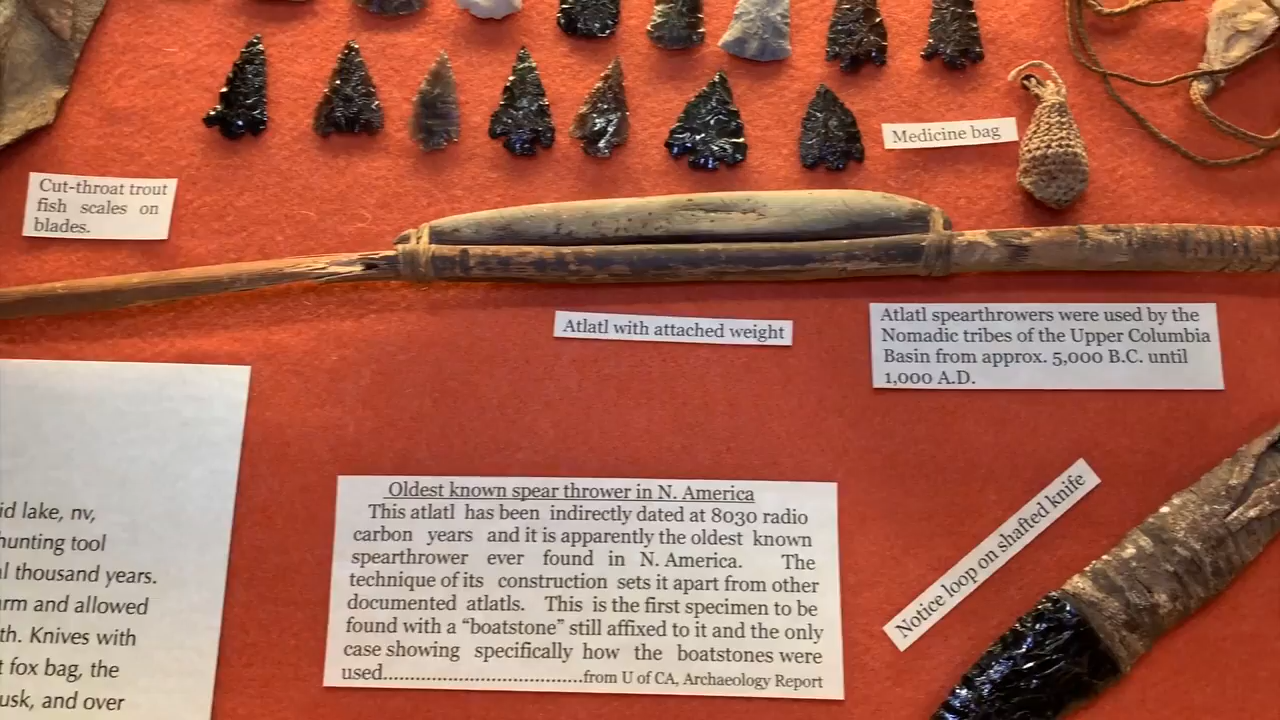 Medicine bag
Cut-throat trout
fish scales on
blades.
Atlatl with attached weight
Atlatl spearthrowers were used by the
Nomadic tribes of the Upper Columbia
Basin from approx. 5,000 B.C. until
1,000 A.D.
lake, nv,
hunting tool
thousand years.
and allowed
Knives with
fox bag, the
and over
Oldest known spear thrower in N. America
This atlatl has been indirectly dated at 8030 radio
carbon years and it is apparently the oldest known
spearthrower ever found in N. America. The
technique of its construction sets it apart from other
documented atlatls. This is the first specimen to be
found with a “boatstone” still affixed to it and the only
case showing specifically how the boatstones were
used......................................from U of CA, Archaeology Report
Notice loop on shafted knife